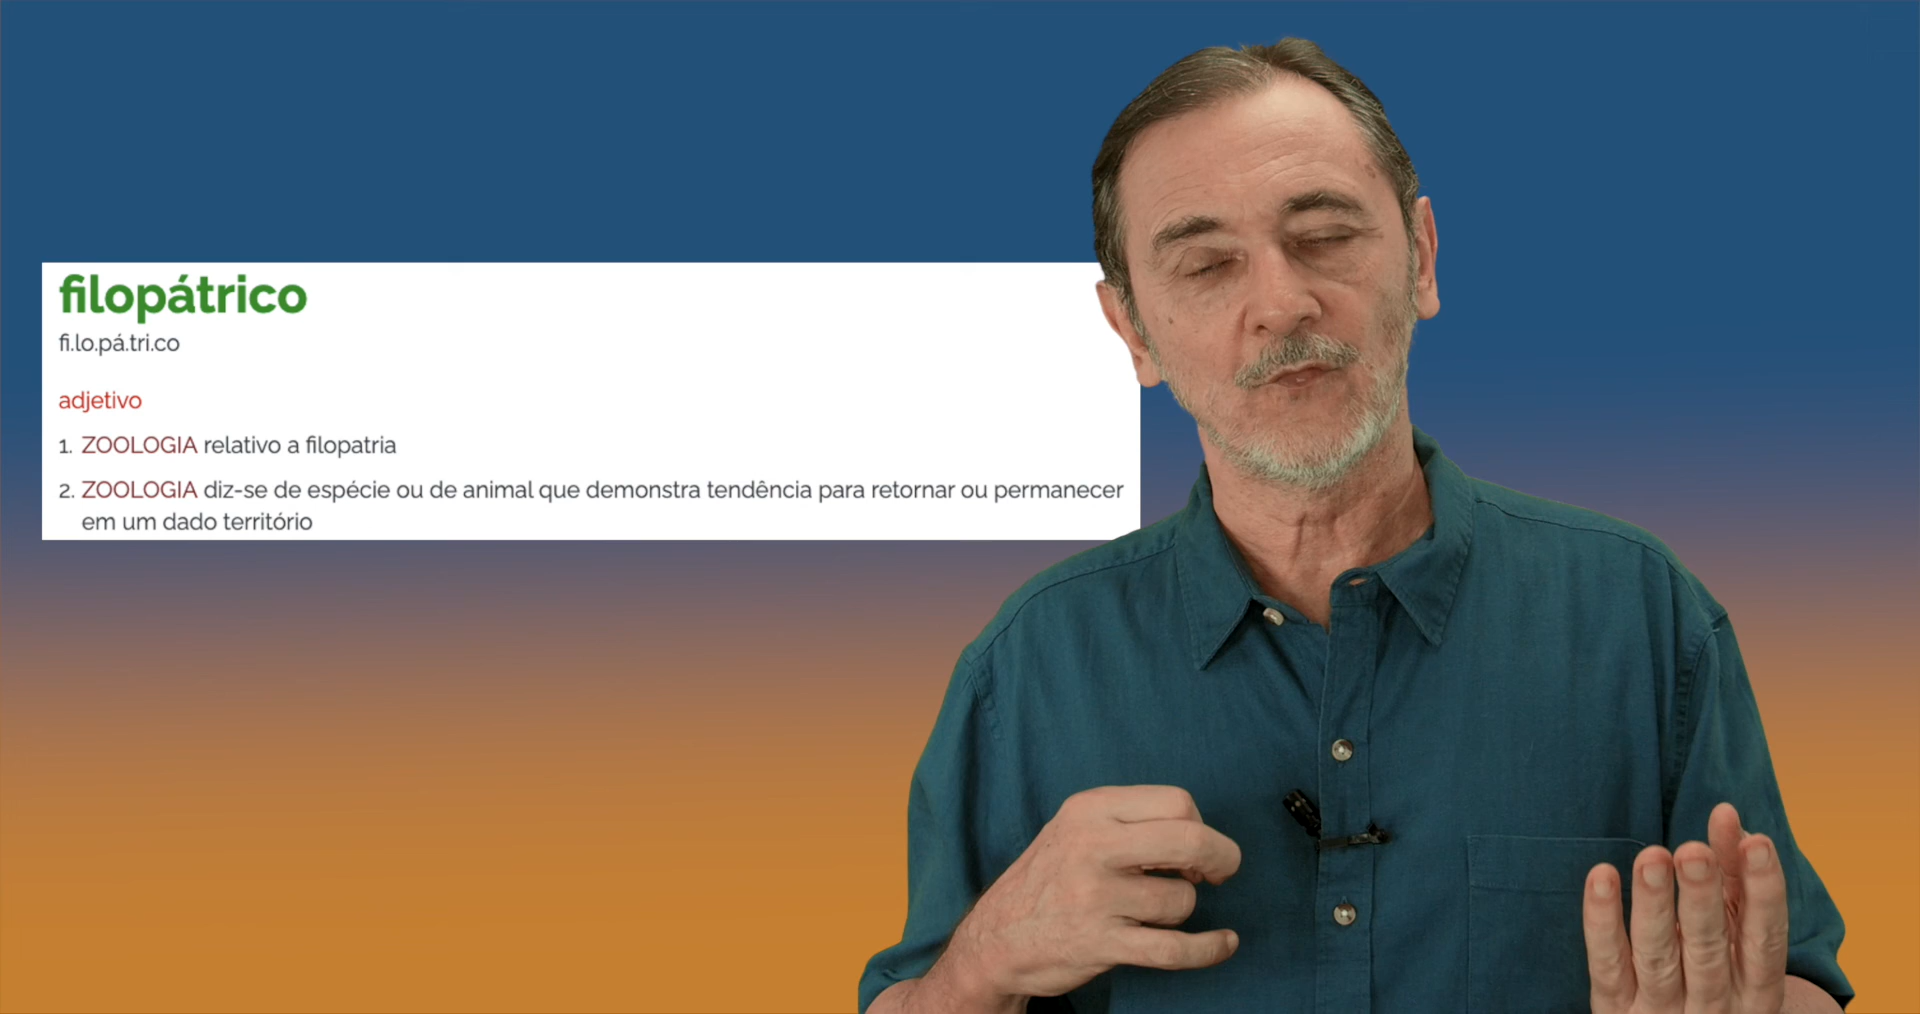 filopátrico
fi.lo.pá.tri.co
adjetivo
1. ZOOLOGIA relativo a filopatria
2. ZOOLOGIA diz-se de espécie ou de animal que demonstra tendência para retornar ou permanecer
em um dado território